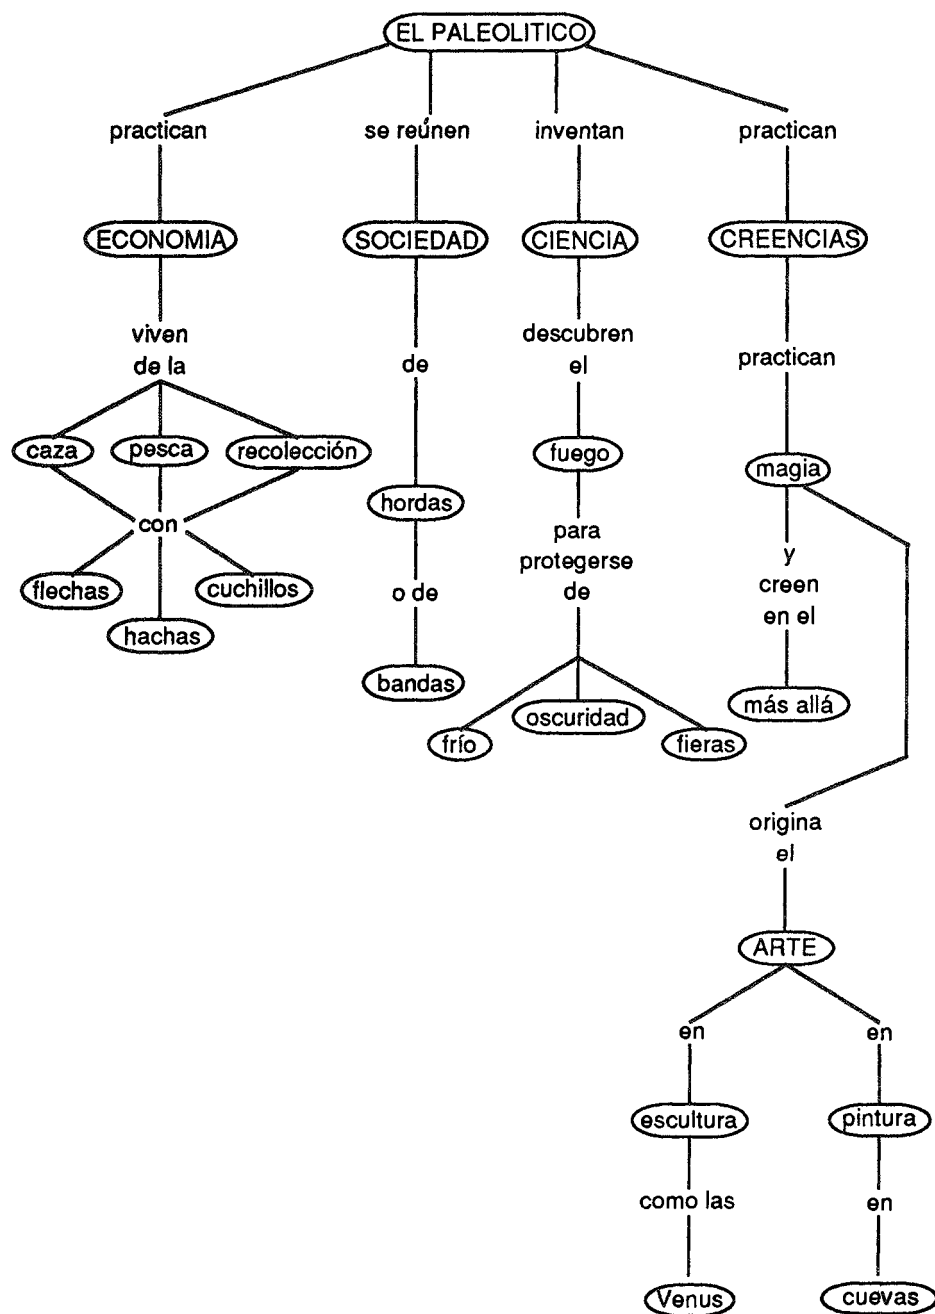 EL PALEOLITICO
practican
se reúnen
inventan
practican
ECONOMIA
SOCIEDAD
CIENCIA
CREENCIAS
viven
de la
caza
pesca
recolección
con
flechas
hachas
cuchillos
de
hordas
o de
bandas
descubren
el
fuego
para
protegerse
de
frío
oscuridad
fieras
practican
magia
y
creen
en el
más allá
origina
el
ARTE
en
escultura
como las
Venus
en
pintura
en
cuevas